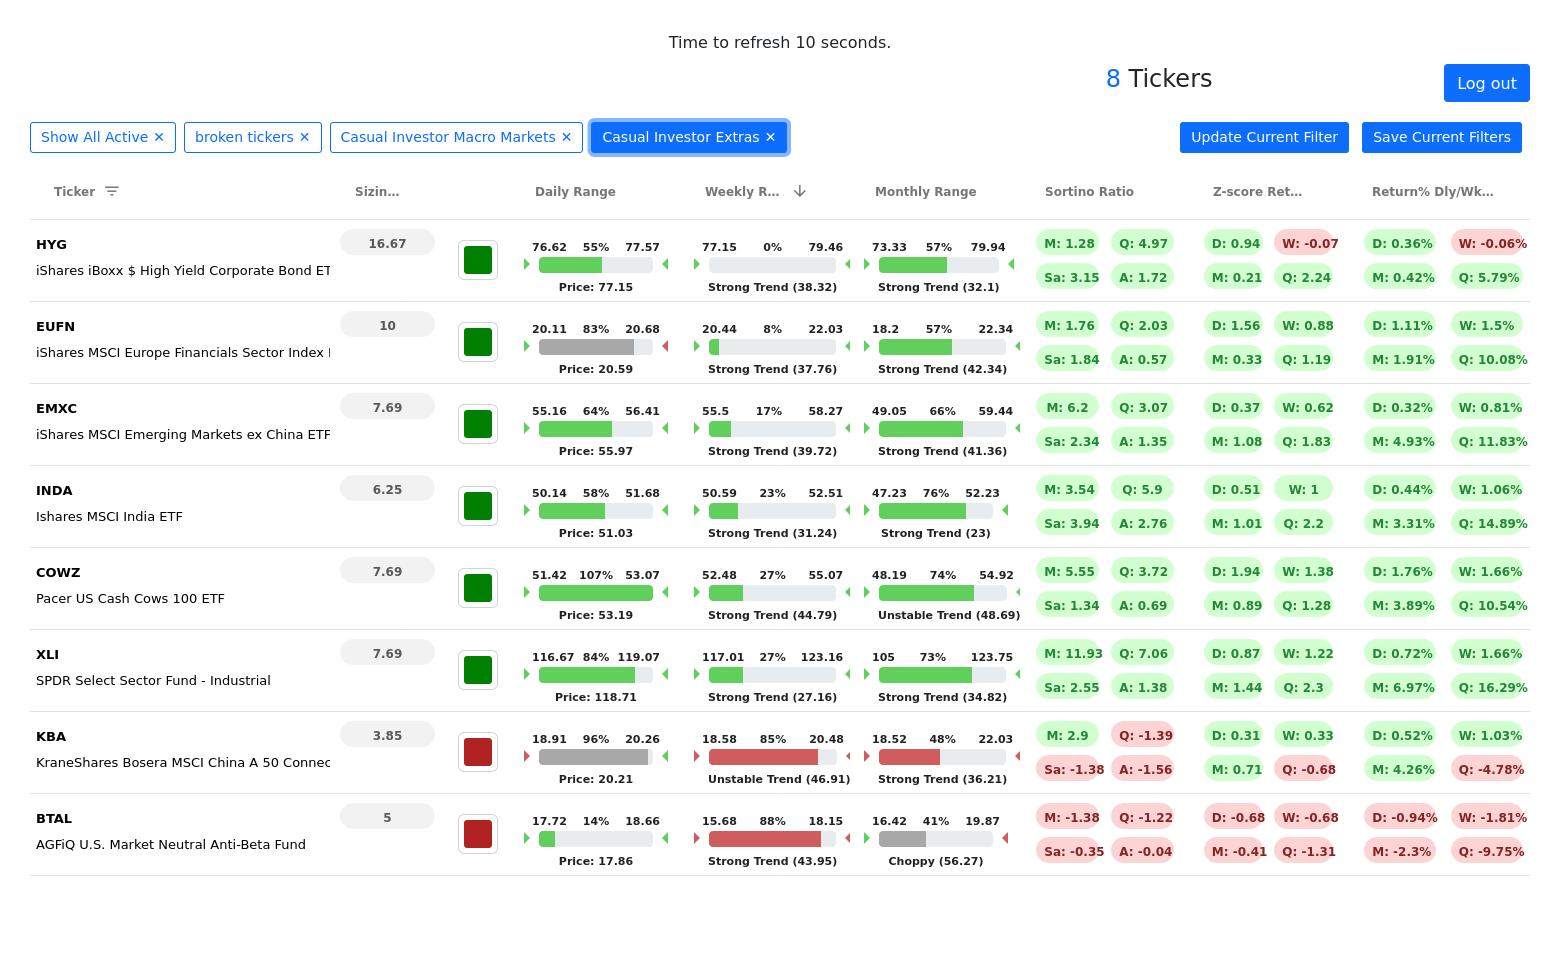 Time to refresh 10 seconds.
8 Tickers
Log out
Show All Active ✕ broken tickers ✕ Casual Investor Macro Markets ✕ Casual Investor Extras ✕ Update Current Filter Save Current Filters
Ticker Sizin… Daily Range Weekly R… Monthly Range Sortino Ratio Z-score Ret… Return% Dly/Wk…
HYG 16.67 76.62 55% 77.57 77.15 0% 79.46 73.33 57% 79.94 M: 1.28 Q: 4.97 D: 0.94 W: -0.07 D: 0.36% W: -0.06%
iShares iBoxx $ High Yield Corporate Bond ET Price: 77.15 Strong Trend (38.32) Strong Trend (32.1) Sa: 3.15 A: 1.72 M: 0.21 Q: 2.24 M: 0.42% Q: 5.79%
EUFN 10 20.11 83% 20.68 20.44 8% 22.03 18.2 57% 22.34 M: 1.76 Q: 2.03 D: 1.56 W: 0.88 D: 1.11% W: 1.5%
iShares MSCI Europe Financials Sector Index Price: 20.59 Strong Trend (37.76) Strong Trend (42.34) Sa: 1.84 A: 0.57 M: 0.33 Q: 1.19 M: 1.91% Q: 10.08%
EMXC 7.69 55.16 64% 56.41 55.5 17% 58.27 49.05 66% 59.44 M: 6.2 Q: 3.07 D: 0.37 W: 0.62 D: 0.32% W: 0.81%
iShares MSCI Emerging Markets ex China ETF Price: 55.97 Strong Trend (39.72) Strong Trend (41.36) Sa: 2.34 A: 1.35 M: 1.08 Q: 1.83 M: 4.93% Q: 11.83%
INDA 6.25 50.14 58% 51.68 50.59 23% 52.51 47.23 76% 52.23 M: 3.54 Q: 5.9 D: 0.51 W: 1 D: 0.44% W: 1.06%
Ishares MSCI India ETF Price: 51.03 Strong Trend (31.24) Strong Trend (23) Sa: 3.94 A: 2.76 M: 1.01 Q: 2.2 M: 3.31% Q: 14.89%
COWZ 7.69 51.42 107% 53.07 52.48 27% 55.07 48.19 74% 54.92 M: 5.55 Q: 3.72 D: 1.94 W: 1.38 D: 1.76% W: 1.66%
Pacer US Cash Cows 100 ETF Price: 53.19 Strong Trend (44.79) Unstable Trend (48.69) Sa: 1.34 A: 0.69 M: 0.89 Q: 1.28 M: 3.89% Q: 10.54%
XLI 7.69 116.67 84% 119.07 117.01 27% 123.16 105 73% 123.75 M: 11.93 Q: 7.06 D: 0.87 W: 1.22 D: 0.72% W: 1.66%
SPDR Select Sector Fund - Industrial Price: 118.71 Strong Trend (27.16) Strong Trend (34.82) Sa: 2.55 A: 1.38 M: 1.44 Q: 2.3 M: 6.97% Q: 16.29%
KBA 3.85 18.91 96% 20.26 18.58 85% 20.48 18.52 48% 22.03 M: 2.9 Q: -1.39 D: 0.31 W: 0.33 D: 0.52% W: 1.03%
KraneShares Bosera MSCI China A 50 Connec Price: 20.21 Unstable Trend (46.91) Strong Trend (36.21) Sa: -1.38 A: -1.56 M: 0.71 Q: -0.68 M: 4.26% Q: -4.78%
BTAL 5 17.72 14% 18.66 15.68 88% 18.15 16.42 41% 19.87 M: -1.38 Q: -1.22 D: -0.68 W: -0.68 D: -0.94% W: -1.81%
AGFiQ U.S. Market Neutral Anti-Beta Fund Price: 17.86 Strong Trend (43.95) Choppy (56.27) Sa: -0.35 A: -0.04 M: -0.41 Q: -1.31 M: -2.3% Q: -9.75%